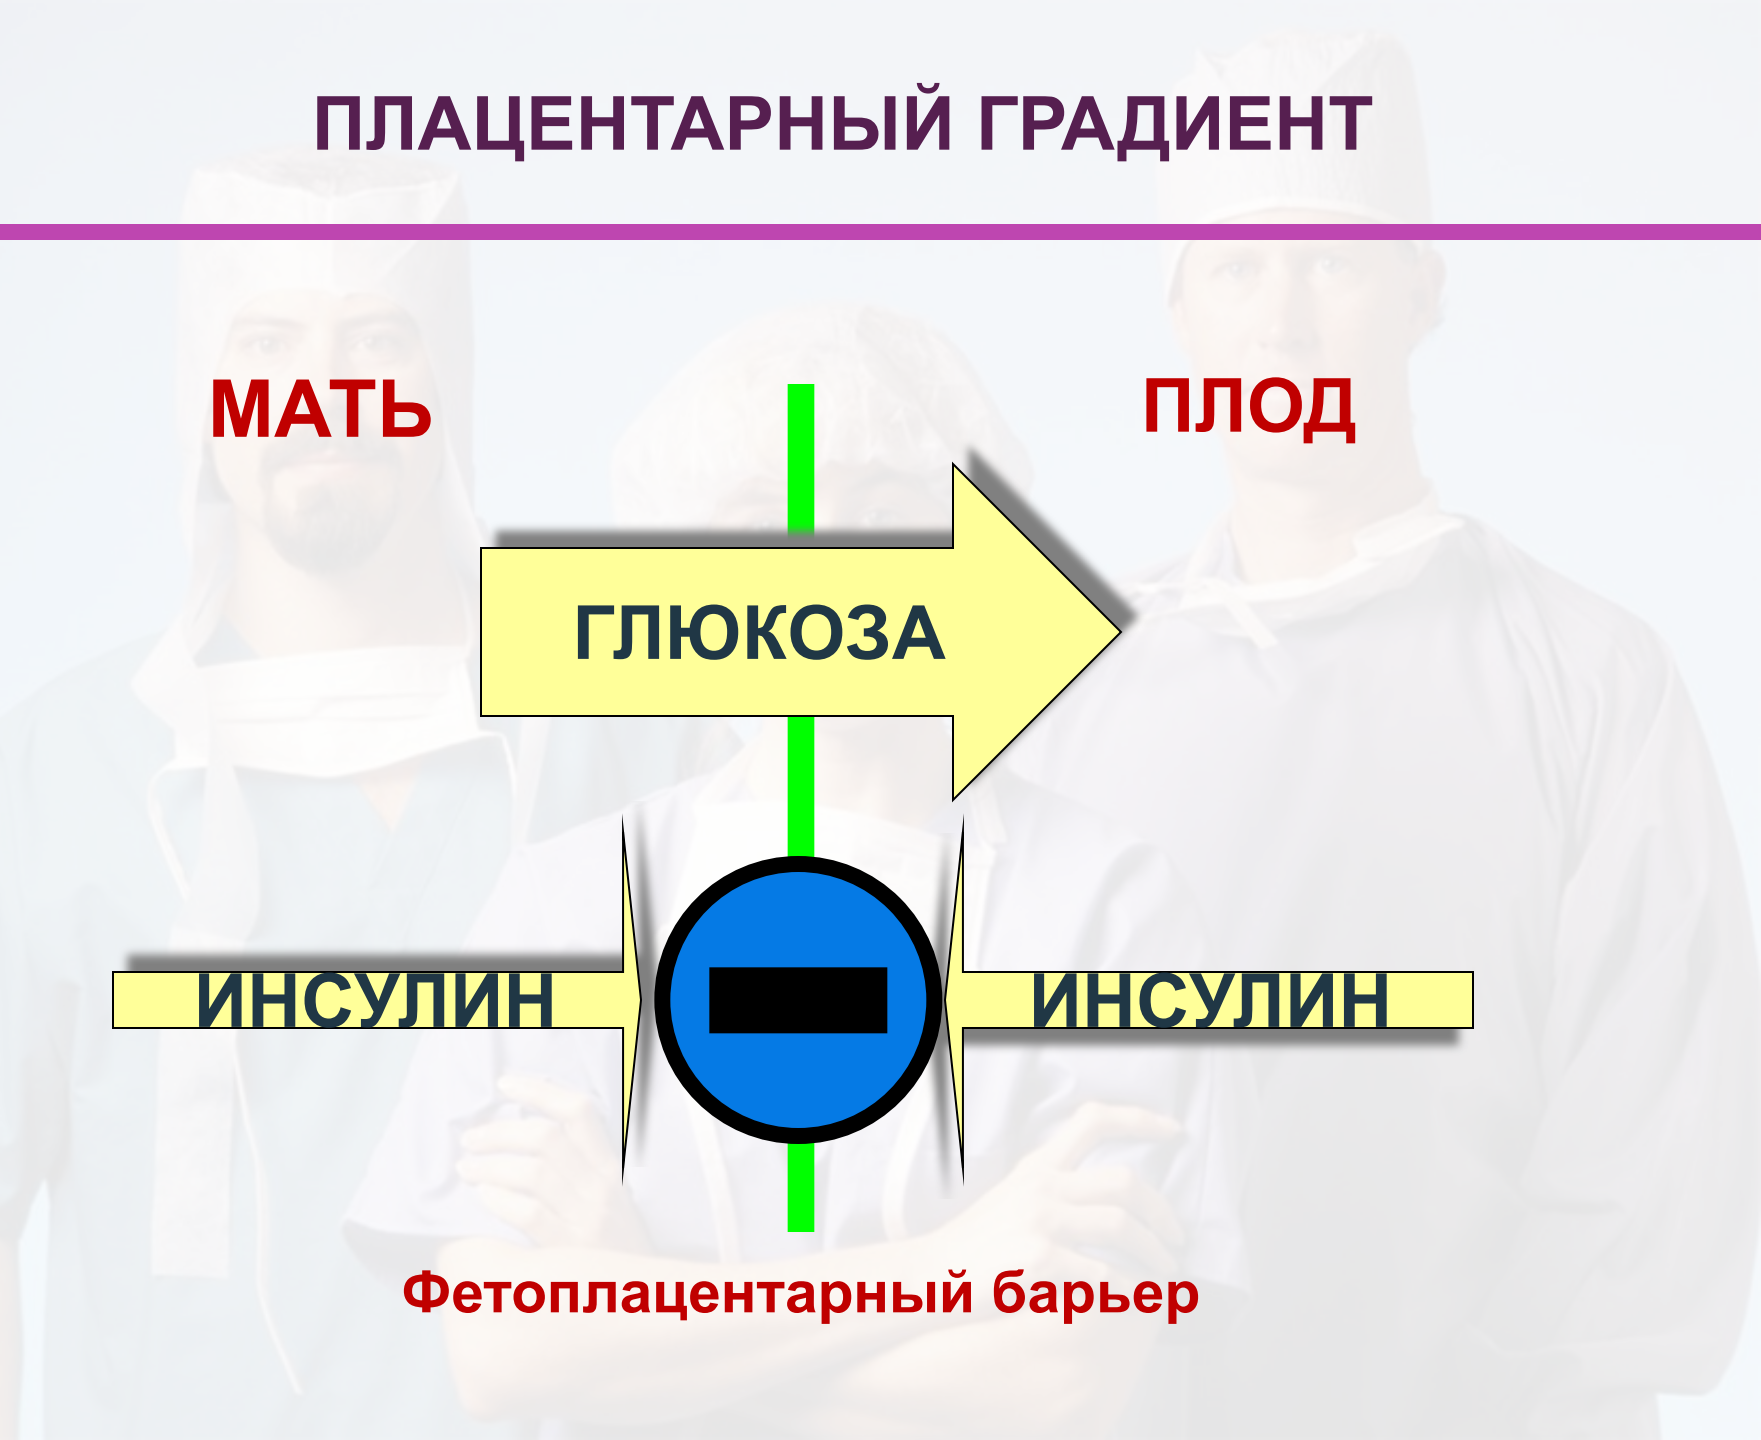 ПЛАЦЕНТАРНЫЙ ГРАДИЕНТ
МАТЬ
ПЛОД
ГЛЮКОЗА
ИНСУЛИН
ИНСУЛИН
Фетоплацентарный барьер